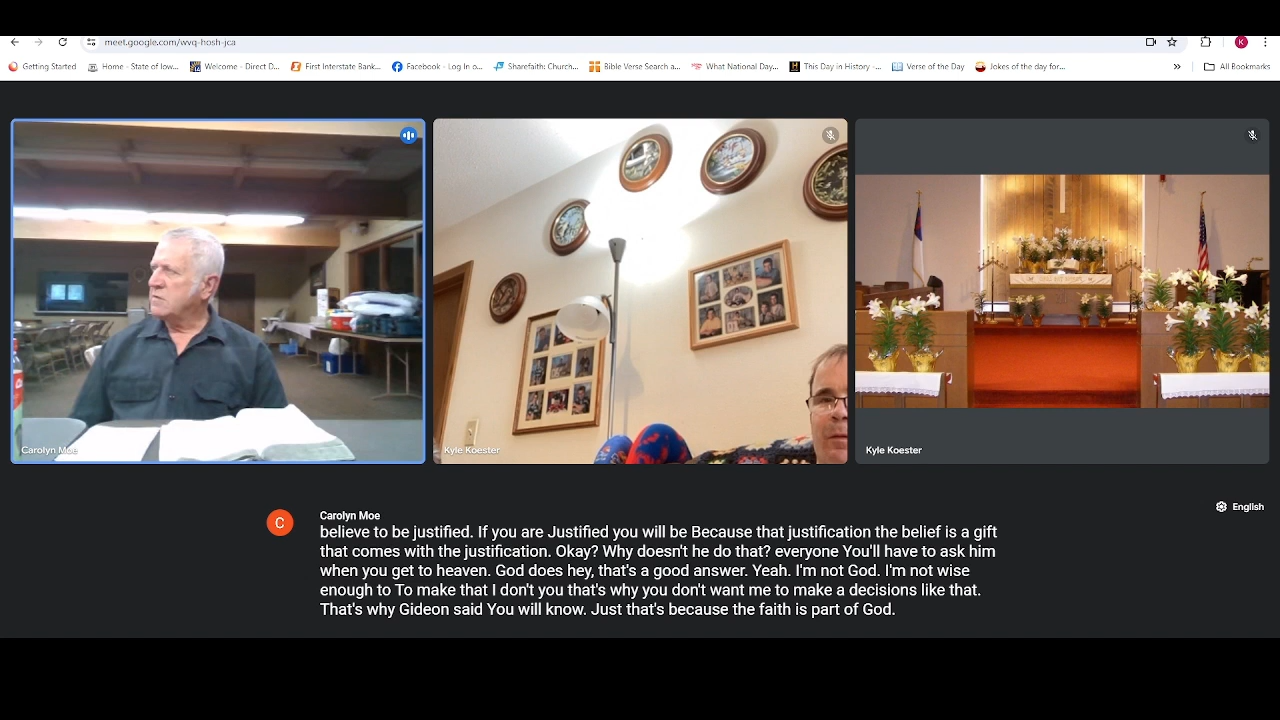 meet.google.com/wvq-hosh-jca
Getting Started Home - State of Iow... Welcome - Direct D... First Interstate Bank... Facebook - Log In o... Sharefaith: Church... Bible Verse Search a... What National Day... This Day in History -... Verse of the Day Jokes of the day for... » All Bookmarks
K
Carolyn Moe
Kyle Koester
Kyle Koester
English
C
Carolyn Moe
believe to be justified. If you are Justified you will be Because that justification the belief is a gift
that comes with the justification. Okay? Why doesn't he do that? everyone You'll have to ask him
when you get to heaven. God does hey, that's a good answer. Yeah. I'm not God. I'm not wise
enough to To make that I don't you that's why you don't want me to make a decisions like that.
That's why Gideon said You will know. Just that's because the faith is part of God.